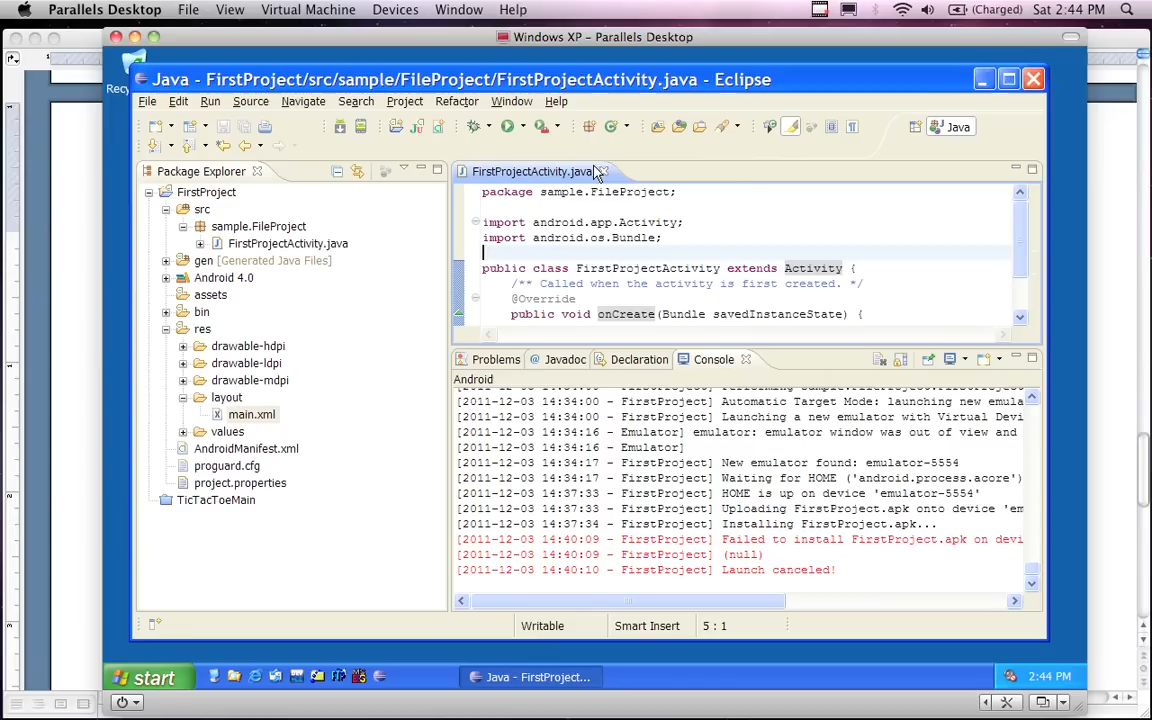 Parallels Desktop File View Virtual Machine Devices Window Help (Charged) Sat 2:44 PM
Windows XP – Parallels Desktop
Recy
Java - FirstProject/src/sample/FileProject/FirstProjectActivity.java - Eclipse
File Edit Run Source Navigate Search Project Refactor Window Help
Java
Package Explorer
FirstProject
src
sample.FileProject
FirstProjectActivity.java
gen [Generated Java Files]
Android 4.0
assets
bin
res
drawable-hdpi
drawable-ldpi
drawable-mdpi
layout
main.xml
values
AndroidManifest.xml
proguard.cfg
project.properties
TicTacToeMain
FirstProjectActivity.java
package sample.FileProject;
import android.app.Activity;
import android.os.Bundle;
public class FirstProjectActivity extends Activity {
/** Called when the activity is first created. */
@Override
public void onCreate(Bundle savedInstanceState) {
Problems Javadoc Declaration Console
Android
[2011-12-03 14:34:00 - FirstProject] Automatic Target Mode: launching new emula
[2011-12-03 14:34:00 - FirstProject] Launching a new emulator with Virtual Devi
[2011-12-03 14:34:16 - Emulator] emulator: emulator window was out of view and
[2011-12-03 14:34:16 - Emulator]
[2011-12-03 14:34:17 - FirstProject] New emulator found: emulator-5554
[2011-12-03 14:34:17 - FirstProject] Waiting for HOME ('android.process.acore')
[2011-12-03 14:37:33 - FirstProject] HOME is up on device 'emulator-5554'
[2011-12-03 14:37:33 - FirstProject] Uploading FirstProject.apk onto device 'em
[2011-12-03 14:37:34 - FirstProject] Installing FirstProject.apk...
[2011-12-03 14:40:09 - FirstProject] Failed to install FirstProject.apk on devi
[2011-12-03 14:40:09 - FirstProject] (null)
[2011-12-03 14:40:10 - FirstProject] Launch canceled!
Writable Smart Insert 5 : 1
start Java - FirstProject... 2:44 PM